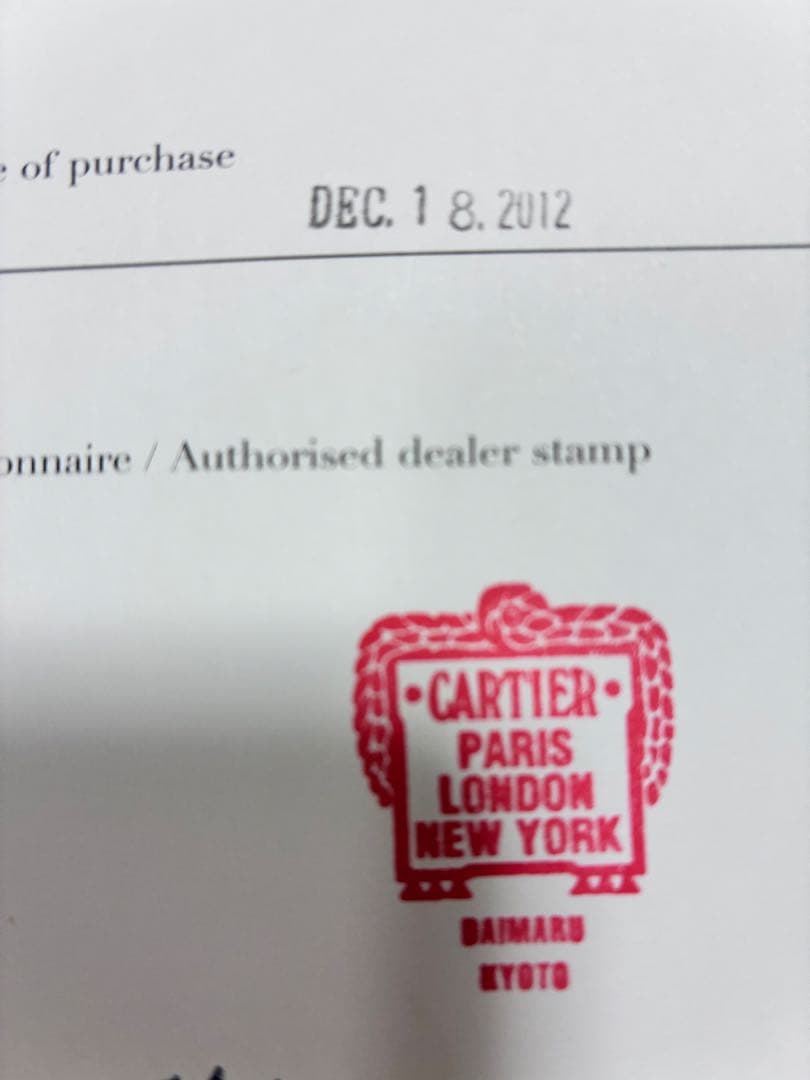 of purchase
DEC. 1 8. 2012
onnaire / Authorised dealer stamp
• CARTIER •
PARIS
LONDON
NEW YORK
DAIMARU
KYOTO